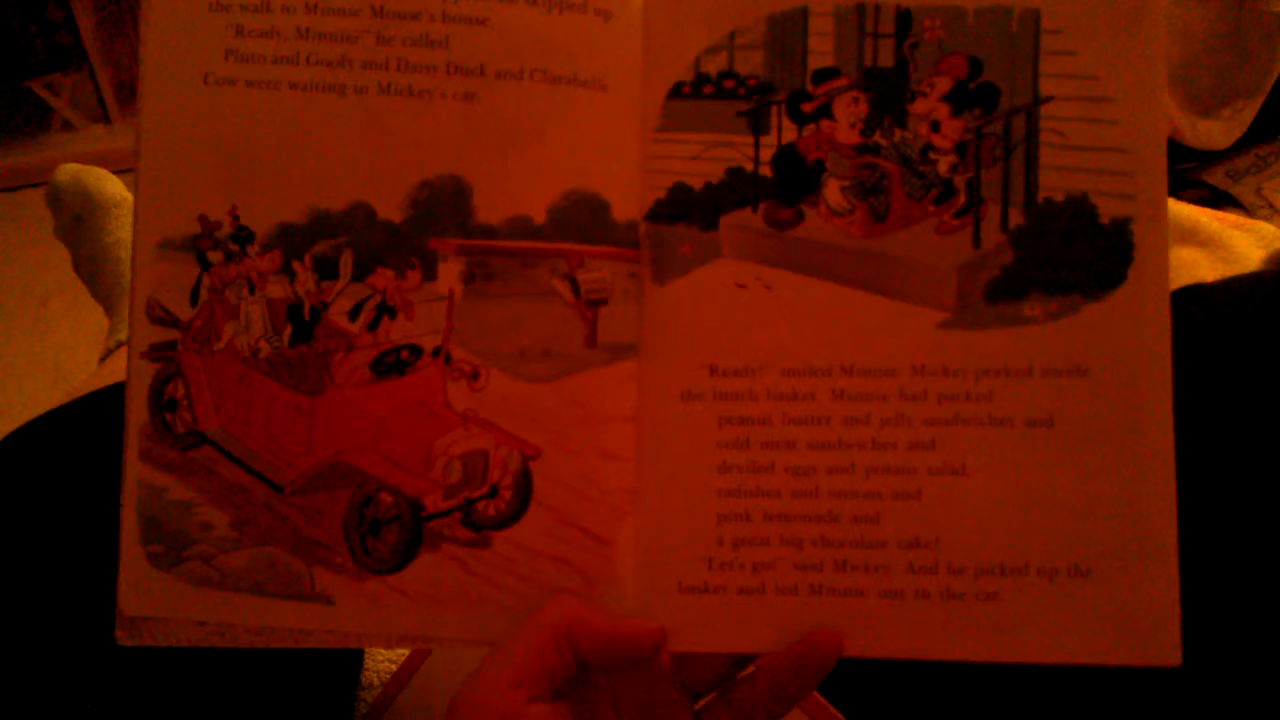 skipped up
the walk to Minnie Mouse's house.
"Ready, Minnie?" he called.
Pluto and Goofy and Daisy Duck and Clarabelle
Cow were waiting in Mickey's car.
"Ready!" smiled Minnie. Mickey peeked inside
the lunch basket. Minnie had packed
peanut butter and jelly sandwiches and
cold meat sandwiches and
deviled eggs and potato salad,
radishes and onions and
pink lemonade and
a great big chocolate cake!
"Let's go!" said Mickey. And he picked up the
basket and led Minnie out to the car.